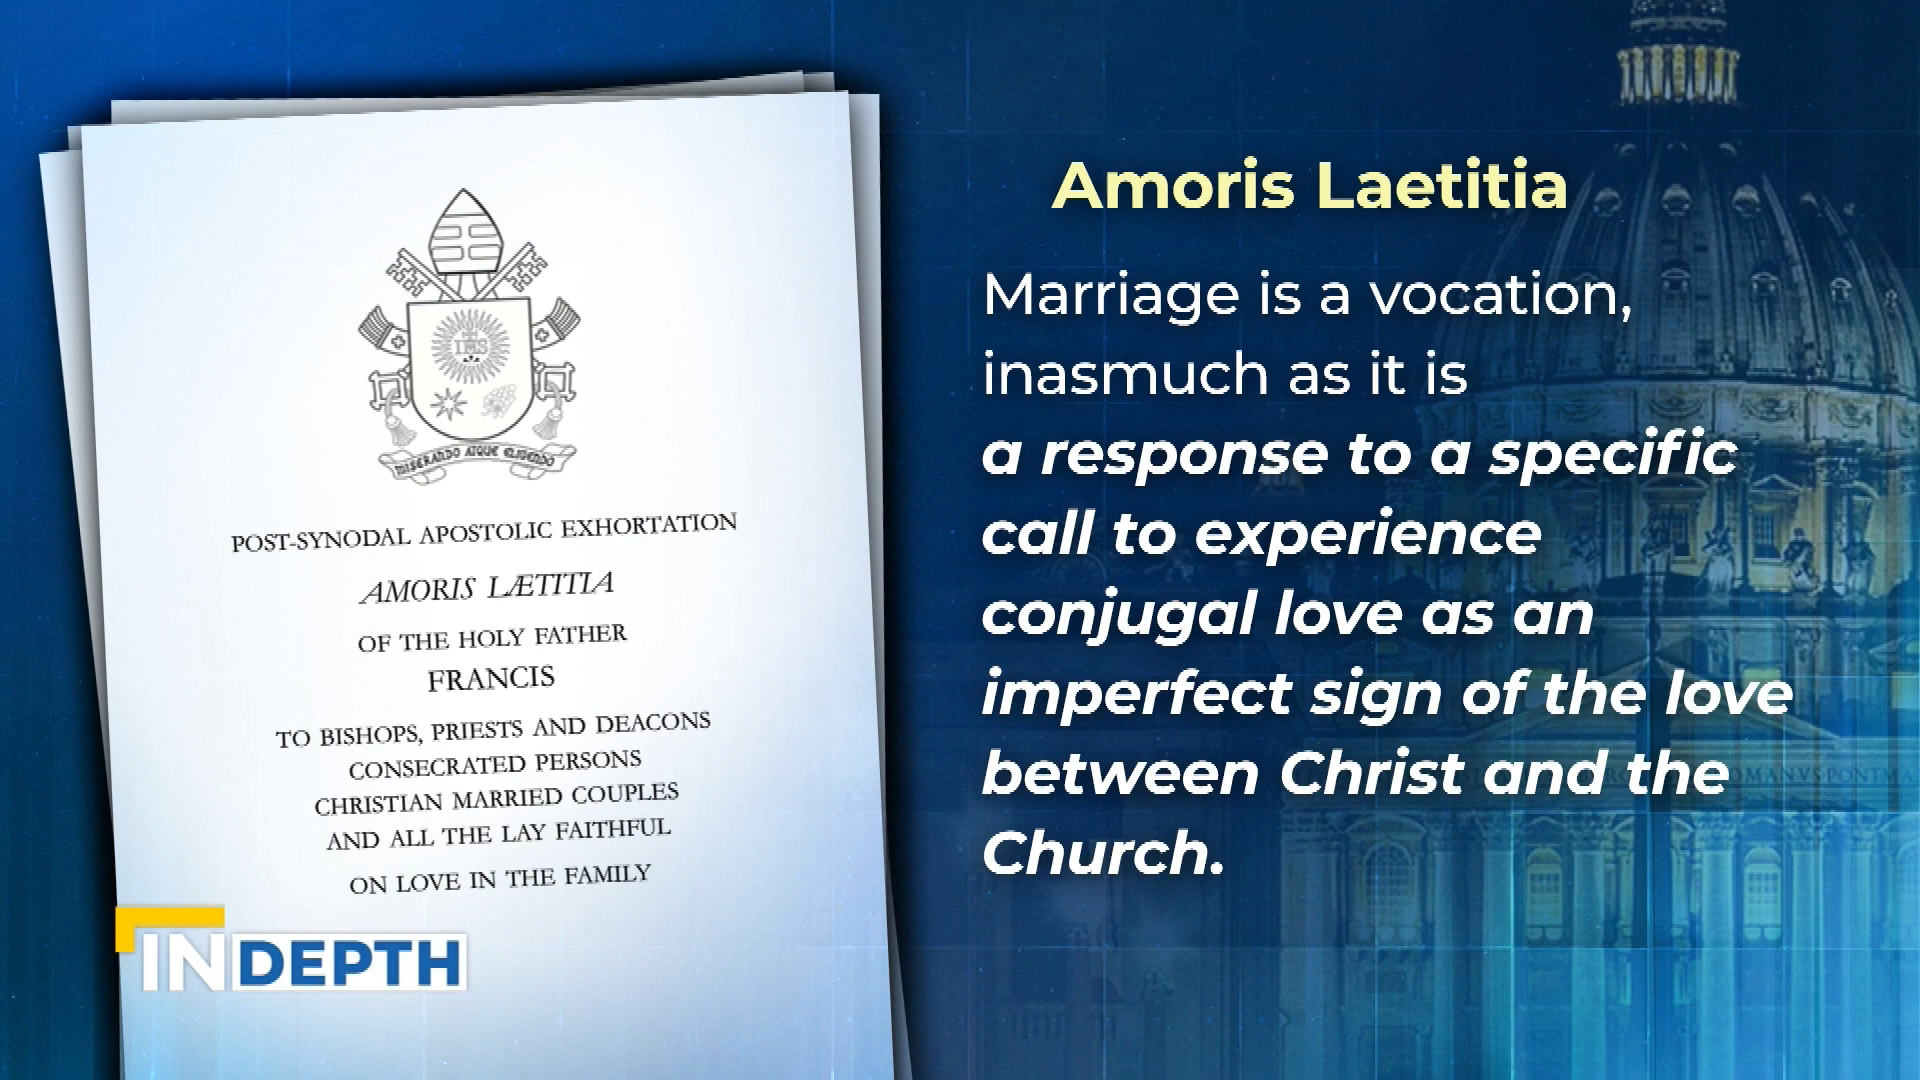 IHS
MISERANDO ATQUE ELIGENDO
POST-SYNODAL APOSTOLIC EXHORTATION
AMORIS LÆTITIA
OF THE HOLY FATHER
FRANCIS
TO BISHOPS, PRIESTS AND DEACONS
CONSECRATED PERSONS
CHRISTIAN MARRIED COUPLES
AND ALL THE LAY FAITHFUL
ON LOVE IN THE FAMILY
INDEPTH
Amoris Laetitia
Marriage is a vocation,
inasmuch as it is
a response to a specific
call to experience
conjugal love as an
imperfect sign of the love
between Christ and the
Church.